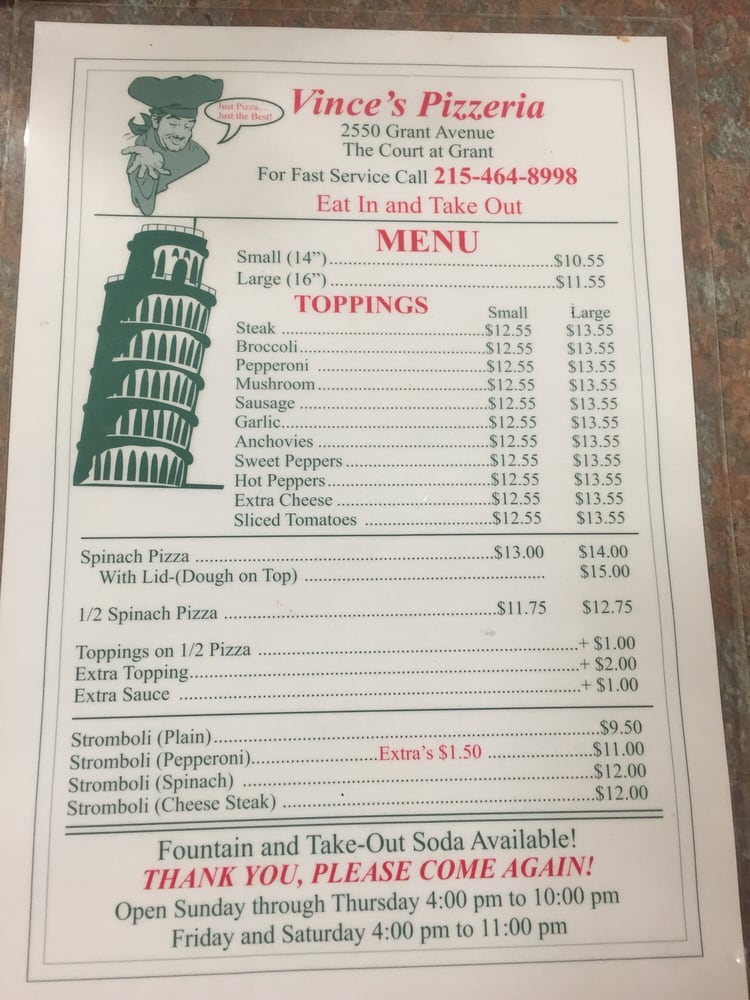 Just Pizza....
Just the Best!
Vince's Pizzeria
2550 Grant Avenue
The Court at Grant
For Fast Service Call 215-464-8998
Eat In and Take Out
MENU
Small (14")........................................$10.55
Large (16").......................................$11.55
TOPPINGS Small Large
Steak ....................................$12.55 $13.55
Broccoli.................................$12.55 $13.55
Pepperoni ..............................$12.55 $13.55
Mushroom..............................$12.55 $13.55
Sausage .................................$12.55 $13.55
Garlic.....................................$12.55 $13.55
Anchovies ..............................$12.55 $13.55
Sweet Peppers .........................$12.55 $13.55
Hot Peppers.............................$12.55 $13.55
Extra Cheese ...........................$12.55 $13.55
Sliced Tomatoes ......................$12.55 $13.55
Spinach Pizza ....................................................$13.00 $14.00
With Lid-(Dough on Top) .......................................... $15.00
1/2 Spinach Pizza ................................................$11.75 $12.75
Toppings on 1/2 Pizza .......................................................+ $1.00
Extra Topping....................................................................+ $2.00
Extra Sauce ......................................................................+ $1.00
Stromboli (Plain)..................................................................$9.50
Stromboli (Pepperoni)......................Extra's $1.50 ..................$11.00
Stromboli (Spinach) ............................................................$12.00
Stromboli (Cheese Steak) ......................................................$12.00
Fountain and Take-Out Soda Available!
THANK YOU, PLEASE COME AGAIN!
Open Sunday through Thursday 4:00 pm to 10:00 pm
Friday and Saturday 4:00 pm to 11:00 pm